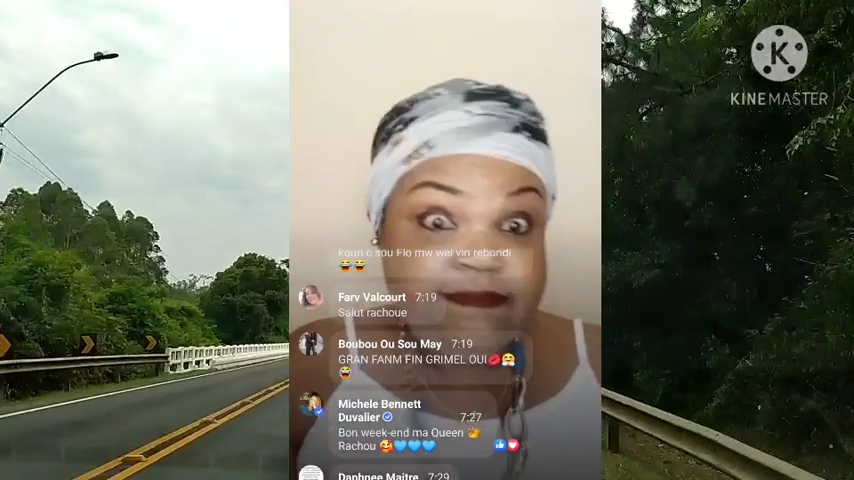 K
KINEMASTER
kouri c sou Flo mw wel vin rebondi
😂😂
Farv Valcourt 7:19
Salut rachoue
Boubou Ou Sou May 7:19
GRAN FANM FIN GRIMEL OUI💋🤗
😂
Michele Bennett
Duvalier 7:27
Bon week-end ma Queen 👑
Rachou 🥰💙💙💙
Daphnee Maitre 7:29